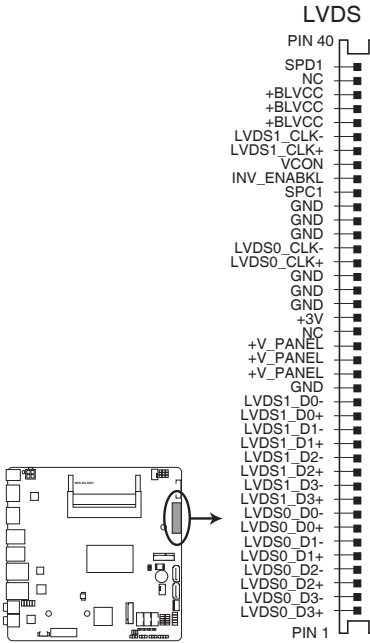 LVDS
PIN 40
SPD1
NC
+BLVCC
+BLVCC
+BLVCC
LVDS1_CLK-
LVDS1_CLK+
VCON
INV_ENABKL
SPC1
GND
GND
GND
LVDS0_CLK-
LVDS0_CLK+
GND
GND
GND
+3V
NC
+V_PANEL
+V_PANEL
+V_PANEL
GND
LVDS1_D0-
LVDS1_D0+
LVDS1_D1-
LVDS1_D1+
LVDS1_D2-
LVDS1_D2+
LVDS1_D3-
LVDS1_D3+
LVDS0_D0-
LVDS0_D0+
LVDS0_D1-
LVDS0_D1+
LVDS0_D2-
LVDS0_D2+
LVDS0_D3-
LVDS0_D3+
PIN 1